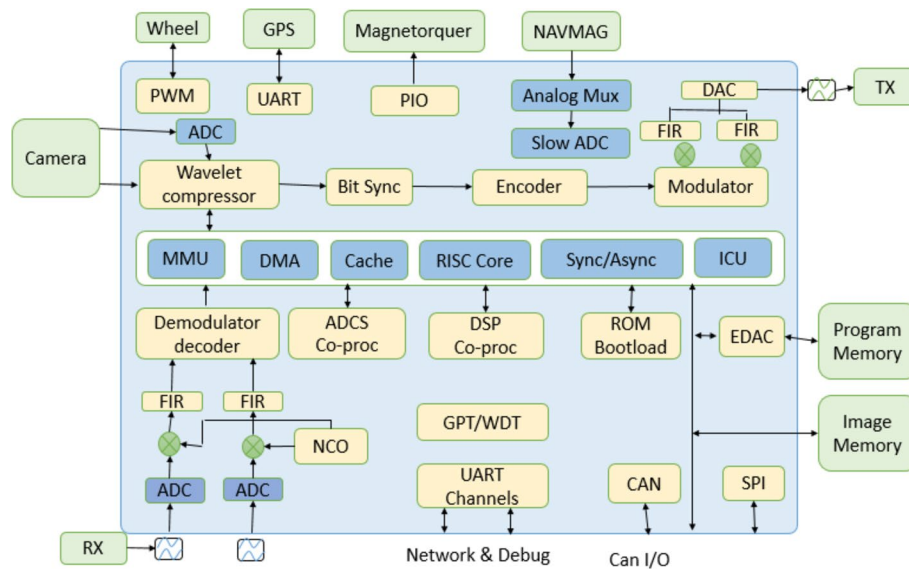 Wheel
GPS
Magnetorquer
NAVMAG
PWM
UART
PIO
Analog Mux
DAC
TX
ADC
Slow ADC
FIR
FIR
Camera
Wavelet
compressor
Bit Sync
Encoder
Modulator
MMU
DMA
Cache
RISC Core
Sync/Async
ICU
Demodulator
decoder
ADCS
Co-proc
DSP
Co-proc
ROM
Bootload
EDAC
Program
Memory
FIR
FIR
GPT/WDT
Image
Memory
NCO
ADC
ADC
UART
Channels
CAN
SPI
RX
Network & Debug
Can I/O